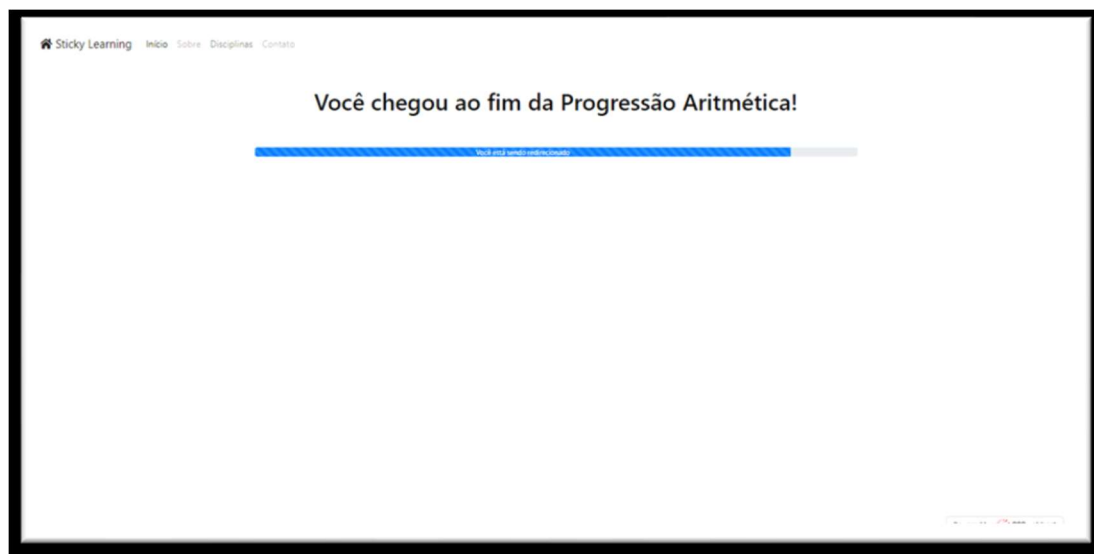 Sticky Learning Início Sobre Disciplinas Contato
Você chegou ao fim da Progressão Aritmética!
Você está sendo redirecionado